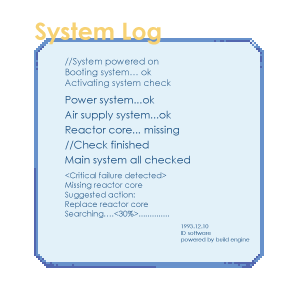 System Log
//System powered on
Booting system... ok
Activating system check
Power system...ok
Air supply system...ok
Reactor core... missing
//Check finished
Main system all checked
<Critical failure detected>
Missing reactor core
Suggested action:
Replace reactor core
Searching....<30%>..............
1993.12.10
ID software
powered by build engine